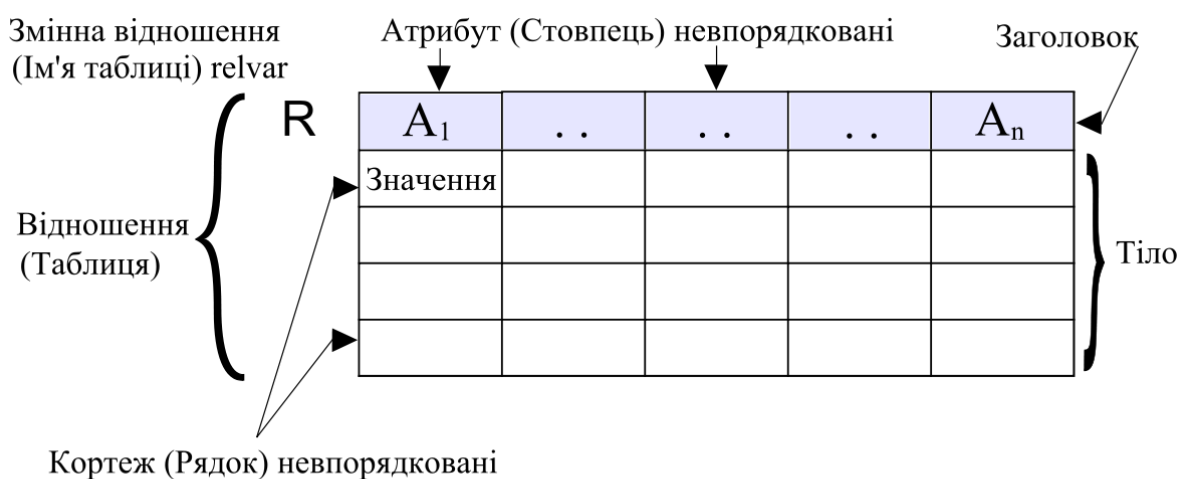 Змінна відношення
(Ім'я таблиці) relvar
Атрибут (Стовпець) невпорядковані
Заголовок
R
A₁
. .
. .
. .
Aₙ
Значення
Відношення
(Таблиця)
Тіло
Кортеж (Рядок) невпорядковані